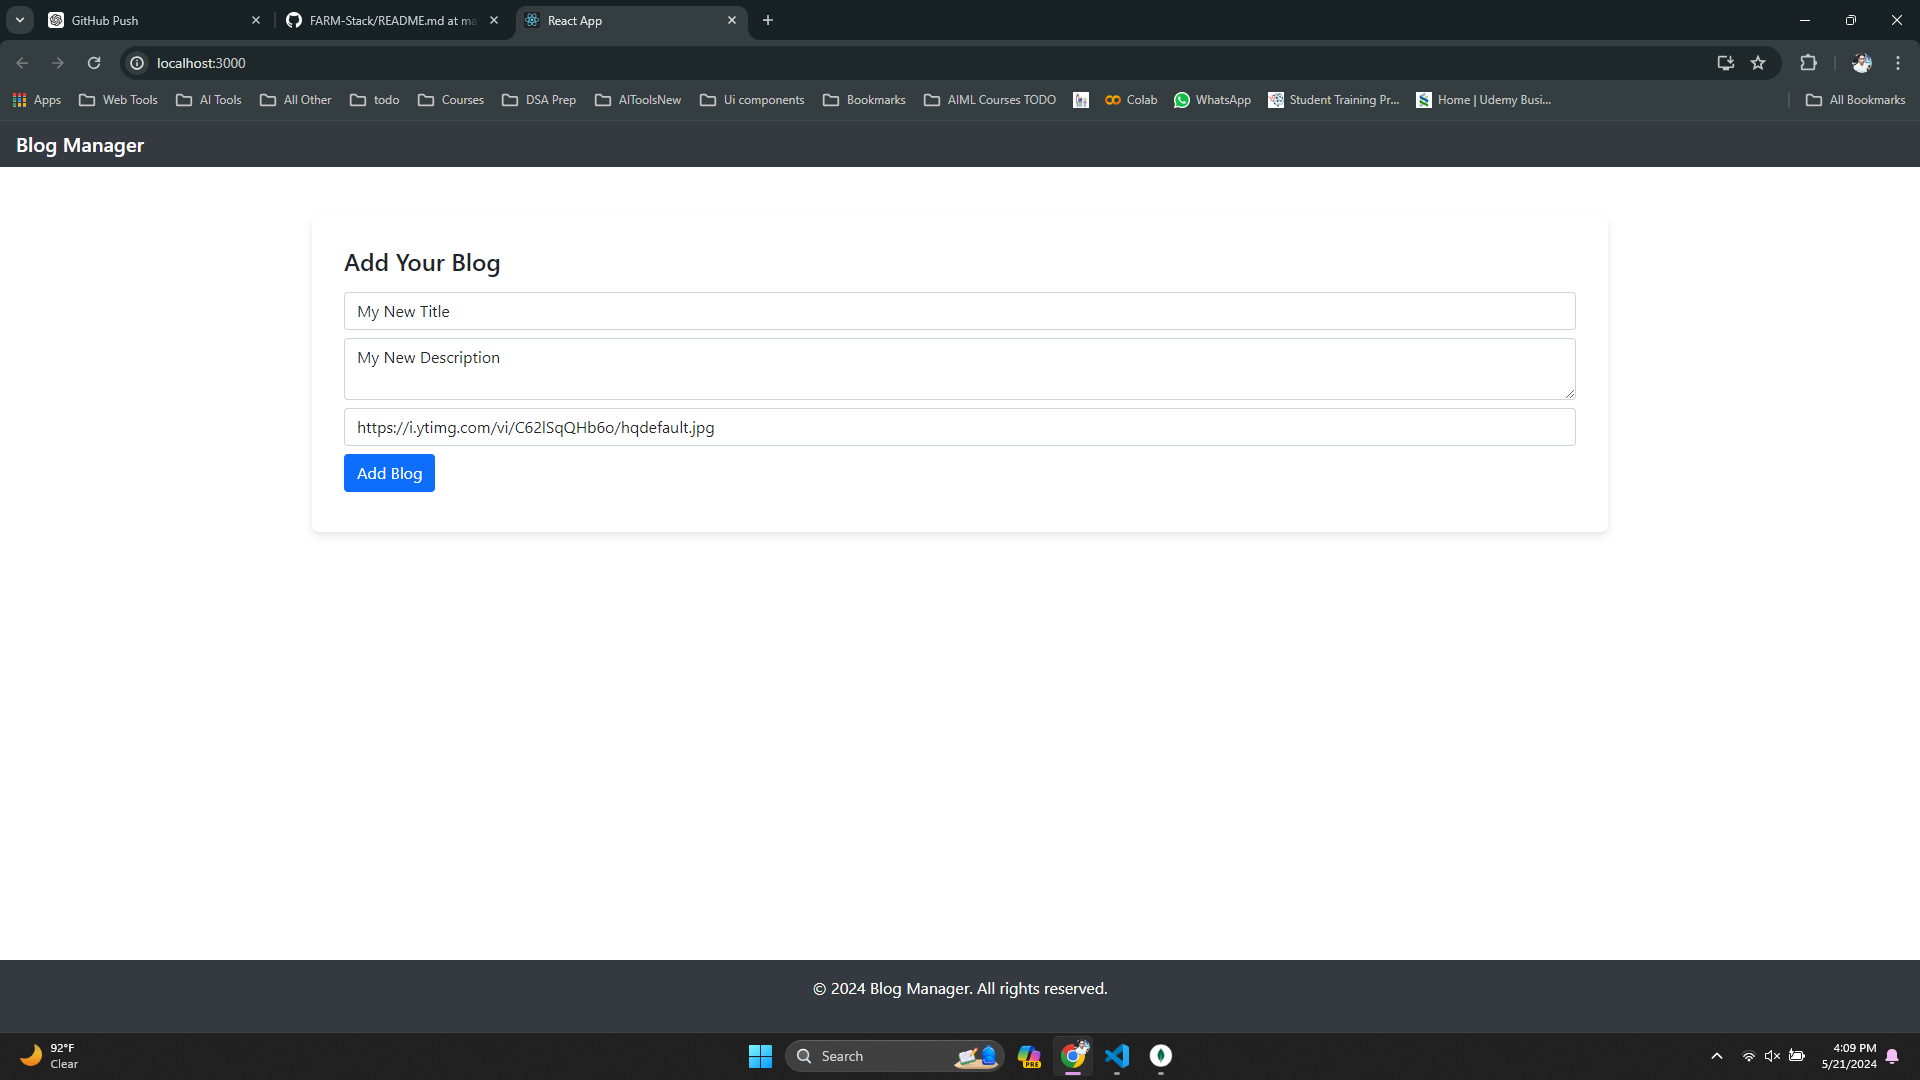 GitHub Push
FARM-Stack/README.md at ma
React App
localhost:3000
Apps
Web Tools
AI Tools
All Other
todo
Courses
DSA Prep
AIToolsNew
Ui components
Bookmarks
AIML Courses TODO
Colab
WhatsApp
Student Training Pr...
Home | Udemy Busi...
All Bookmarks
Blog Manager
Add Your Blog
My New Title
My New Description
https://i.ytimg.com/vi/C62lSqQHb6o/hqdefault.jpg
Add Blog
© 2024 Blog Manager. All rights reserved.
92°F
Clear
Search
PRE
4:09 PM
5/21/2024